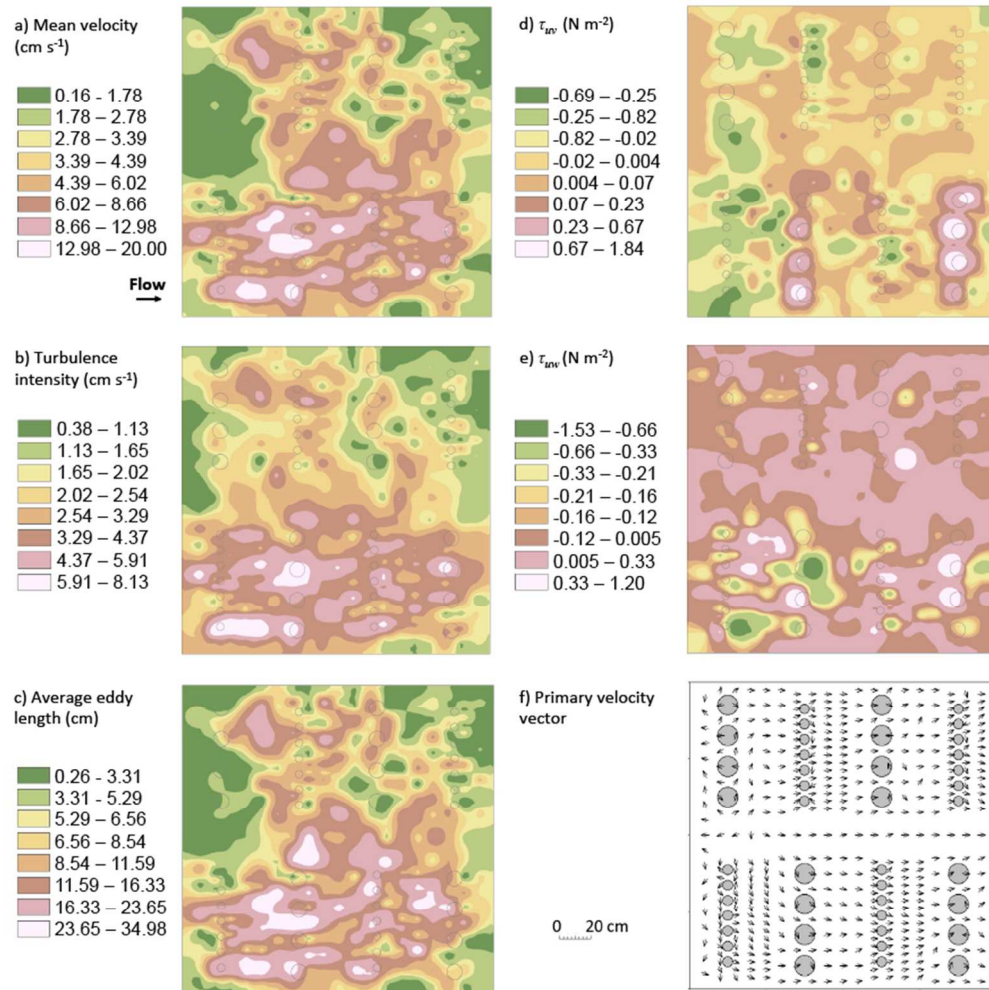 a) Mean velocity
(cm s-1)
0.16 - 1.78
1.78 – 2.78
2.78 – 3.39
3.39 – 4.39
4.39 – 6.02
6.02 – 8.66
8.66 – 12.98
12.98 – 20.00
Flow
b) Turbulence
intensity (cm s-1)
0.38 – 1.13
1.13 – 1.65
1.65 – 2.02
2.02 – 2.54
2.54 – 3.29
3.29 – 4.37
4.37 – 5.91
5.91 – 8.13
c) Average eddy
length (cm)
0.26 - 3.31
3.31 - 5.29
5.29 – 6.56
6.56 – 8.54
8.54 – 11.59
11.59 – 16.33
16.33 – 23.65
23.65 – 34.98
d) τuv (N m-2)
-0.69 – -0.25
-0.25 – -0.82
-0.82 – -0.02
-0.02 – 0.004
0.004 – 0.07
0.07 – 0.23
0.23 – 0.67
0.67 – 1.84
e) τuw (N m-2)
-1.53 – -0.66
-0.66 – -0.33
-0.33 – -0.21
-0.21 – -0.16
-0.16 – -0.12
-0.12 – 0.005
0.005 – 0.33
0.33 – 1.20
f) Primary velocity
vector
0 20 cm